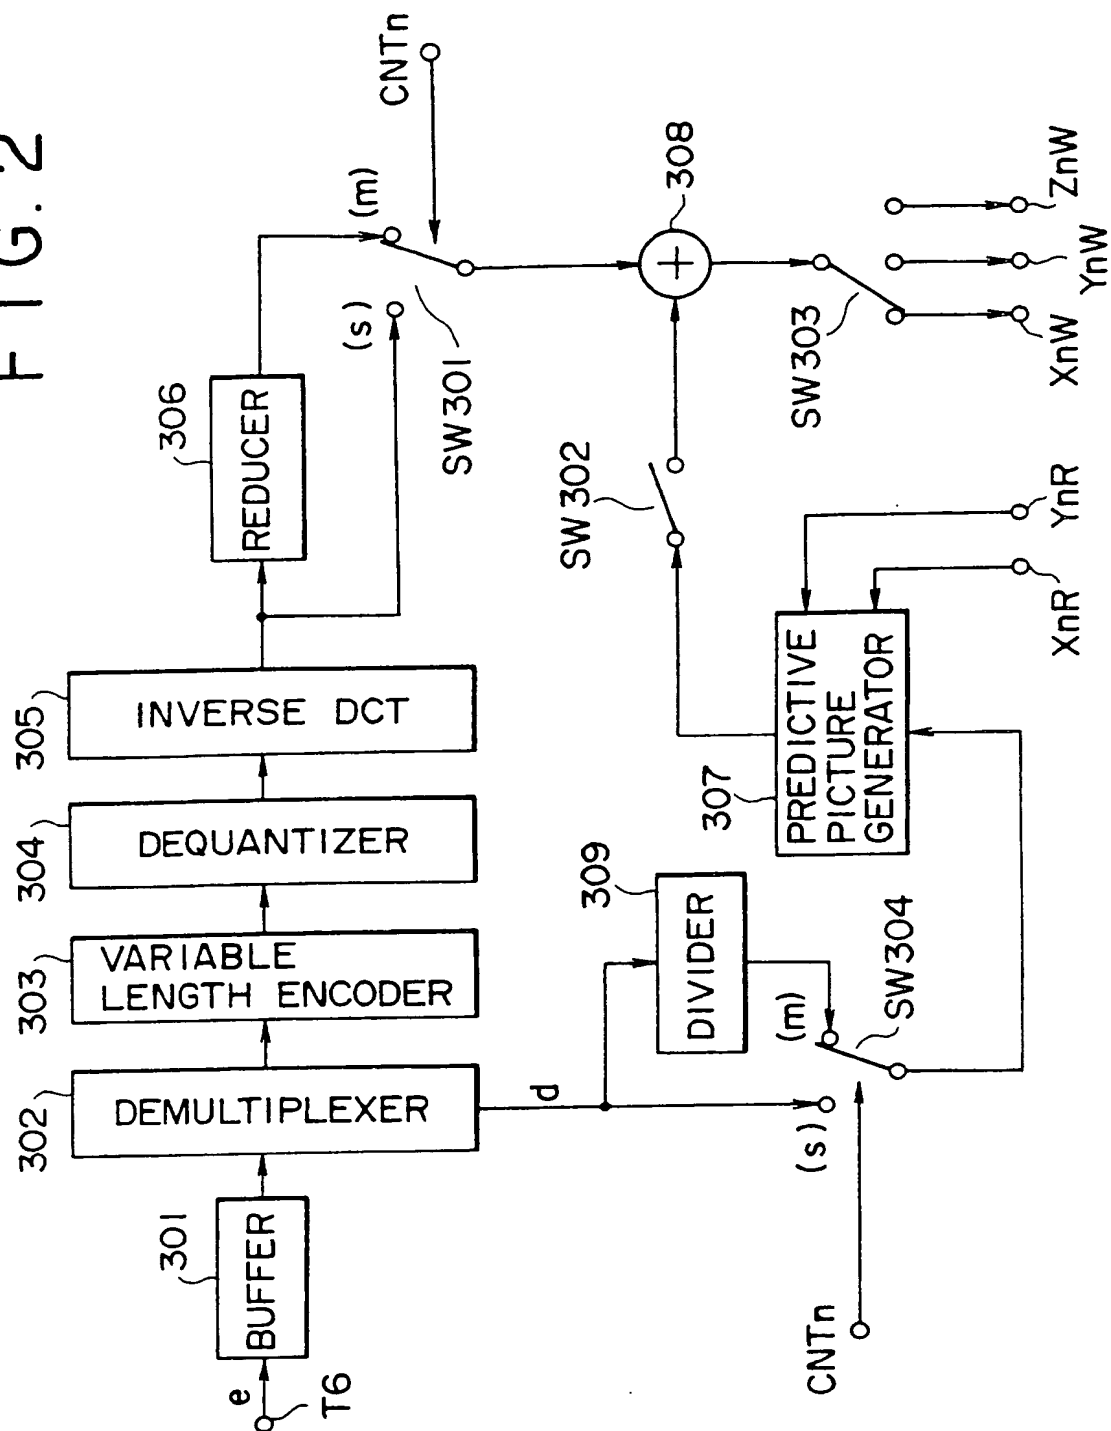 FIG. 2
e
T6
301
BUFFER
302
DEMULTIPLEXER
303
VARIABLE
LENGTH ENCODER
304
DEQUANTIZER
305
INVERSE DCT
306
REDUCER
(m)
(s)
SW301
CNTn
d
309
DIVIDER
(m)
(s)
SW304
CNTn
307
PREDICTIVE
PICTURE
GENERATOR
SW302
308
SW303
XnR
YnR
XnW
YnW
ZnW